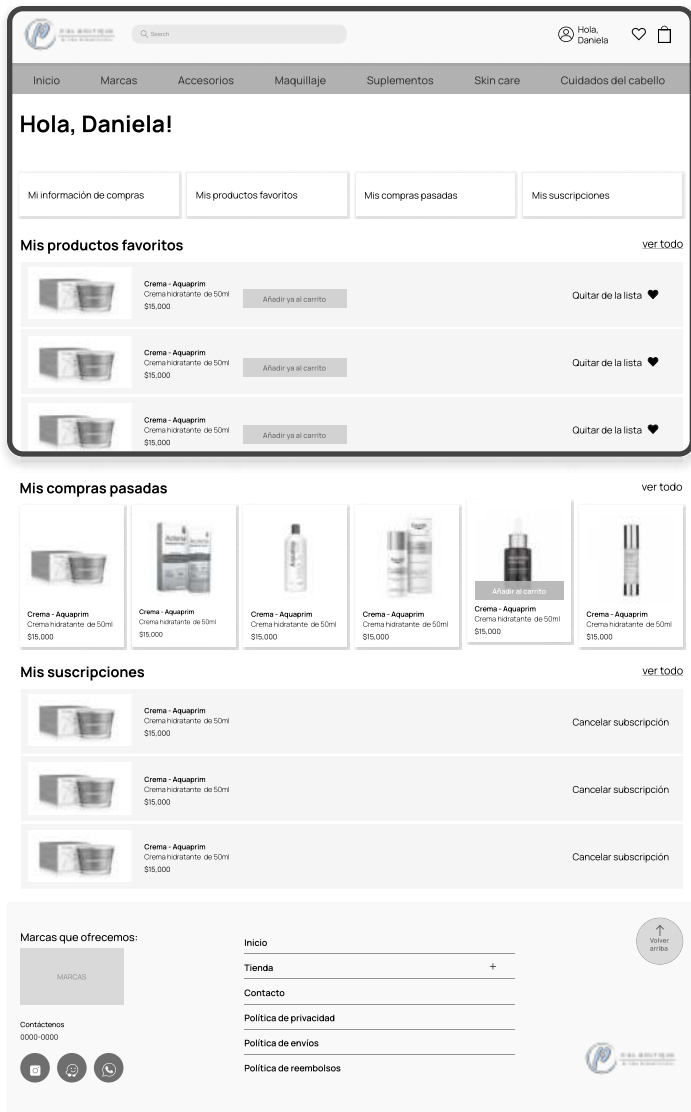 Search
Hola,
Daniela
Inicio
Marcas
Accesorios
Maquillaje
Suplementos
Skin care
Cuidados del cabello
Hola, Daniela!
Mi información de compras
Mis productos favoritos
Mis compras pasadas
Mis suscripciones
Mis productos favoritos
ver todo
Crema - Aquaprim
Crema hidratante de 50ml
$15,000
Añadir ya al carrito
Quitar de la lista
Crema - Aquaprim
Crema hidratante de 50ml
$15,000
Añadir ya al carrito
Quitar de la lista
Crema - Aquaprim
Crema hidratante de 50ml
$15,000
Añadir ya al carrito
Quitar de la lista
Mis compras pasadas
ver todo
Crema - Aquaprim
Crema hidratante de 50ml
$15,000
Crema - Aquaprim
Crema hidratante de 50ml
$15,000
Crema - Aquaprim
Crema hidratante de 50ml
$15,000
Crema - Aquaprim
Crema hidratante de 50ml
$15,000
Añadir al carrito
Crema - Aquaprim
Crema hidratante de 50ml
$15,000
Crema - Aquaprim
Crema hidratante de 50ml
$15,000
Mis suscripciones
ver todo
Crema - Aquaprim
Crema hidratante de 50ml
$15,000
Cancelar subscripción
Crema - Aquaprim
Crema hidratante de 50ml
$15,000
Cancelar subscripción
Crema - Aquaprim
Crema hidratante de 50ml
$15,000
Cancelar subscripción
Marcas que ofrecemos:
MARCAS
Contáctenos
0000-0000
Inicio
Tienda +
Contacto
Política de privacidad
Política de envíos
Política de reembolsos
Volver
arriba